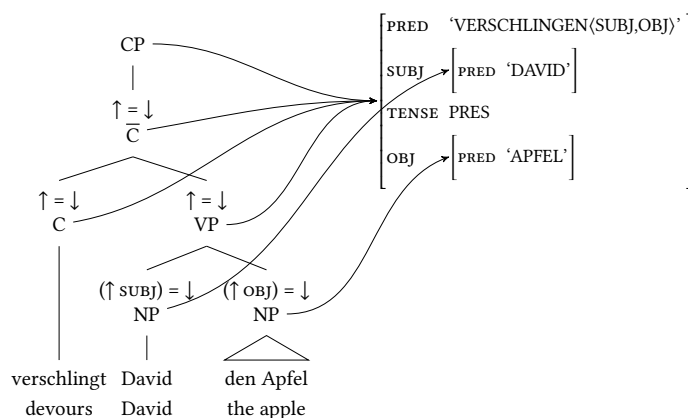 PRED ‘VERSCHLINGEN⟨SUBJ,OBJ⟩’
CP
SUBJ [PRED ‘DAVID’]
↑ = ↓
C̅
TENSE PRES
OBJ [PRED ‘APFEL’]
↑ = ↓ ↑ = ↓
C VP
(↑ SUBJ) = ↓ (↑ OBJ) = ↓
NP NP
verschlingt David den Apfel
devours David the apple